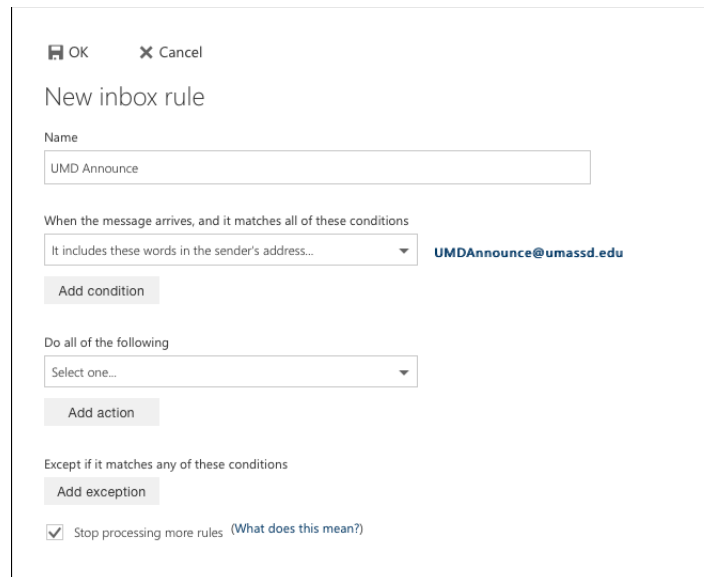 OK Cancel
New inbox rule
Name
UMD Announce
When the message arrives, and it matches all of these conditions
It includes these words in the sender's address... UMDAnnounce@umassd.edu
Add condition
Do all of the following
Select one...
Add action
Except if it matches any of these conditions
Add exception
Stop processing more rules (What does this mean?)